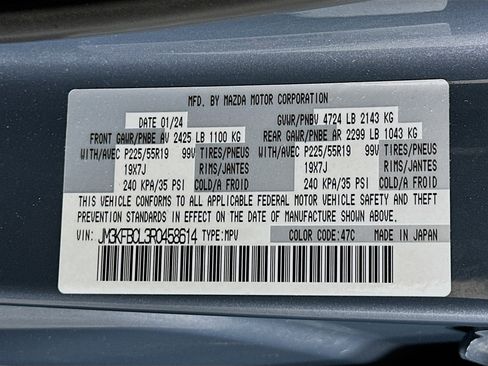 MFD. BY MAZDA MOTOR CORPORATION
DATE 01/24 GVWR/PNBV 4724 LB 2143 KG
FRONT GAWR/PNBE AV 2425 LB 1100 KG REAR GAWR/PNBE AR 2299 LB 1043 KG
WITH/AVEC P225/55R19 99V TIRES/PNEUS WITH/AVEC P225/55R19 99V TIRES/PNEUS
19X7J RIMS/JANTES 19X7J RIMS/JANTES
240 KPA/35 PSI COLD/A FROID 240 KPA/35 PSI COLD/A FROID
THIS VEHICLE CONFORMS TO ALL APPLICABLE FEDERAL MOTOR VEHICLE SAFETY AND THEFT
PREVENTION STANDARDS IN EFFECT ON THE DATE OF MANUFACTURE SHOWN ABOVE.
VIN: JM3KFBCL3R0458614 TYPE: MPV COLOR CODE: 47C MADE IN JAPAN